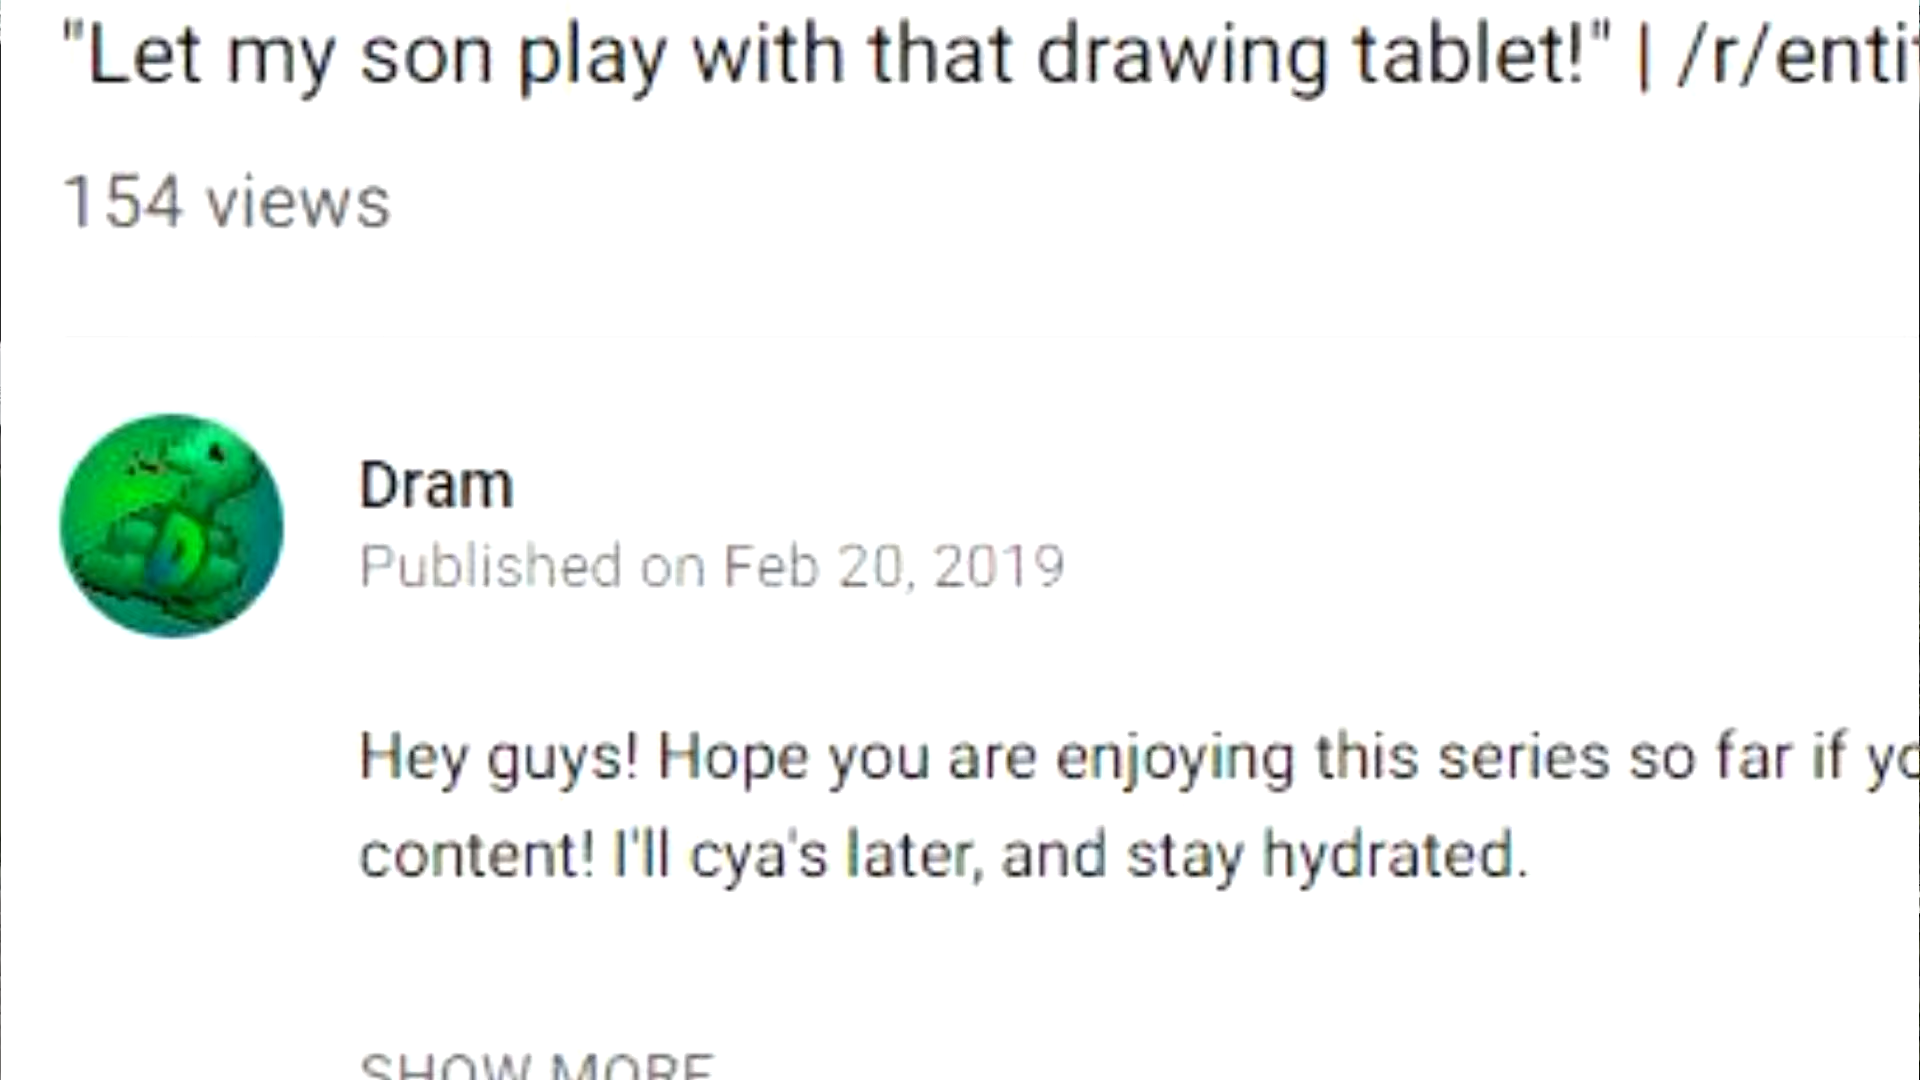 "Let my son play with that drawing tablet!" | /r/enti
154 views
Dram
Published on Feb 20, 2019
Hey guys! Hope you are enjoying this series so far if yo
content! I'll cya's later, and stay hydrated.
SHOW MORE